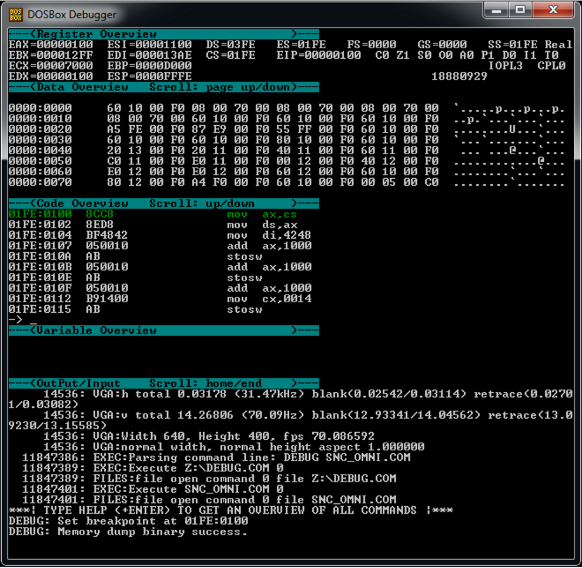 DOSBox Debugger
---(Register Overview                   )---
EAX=00000100  ESI=00001100  DS=03FE   ES=01FE   FS=0000   GS=0000   SS=01FE Real
EBX=000012FF  EDI=000013AE  CS=01FE   EIP=00000100  C0 Z1 S0 O0 A0 P1 D0 I1 T0
ECX=00007000  EBP=0000D000                                         IOPL3  CPL0
EDX=00000100  ESP=0000FFFE                                 18880929
---(Data Overview   Scroll: page up/down)---
0000:0000     60 10 00 F0 08 00 70 00 08 00 70 00 08 00 70 00  `.....p...p...p.
0000:0010     08 00 70 00 60 10 00 F0 60 10 00 F0 60 10 00 F0  ..p.`...`...`...
0000:0020     A5 FE 00 F0 87 E9 00 F0 55 FF 00 F0 60 10 00 F0  ........U...`...
0000:0030     60 10 00 F0 60 10 00 F0 80 10 00 F0 60 10 00 F0  `...`.......`...
0000:0040     20 13 00 F0 20 11 00 F0 40 11 00 F0 60 11 00 F0   ... ...@...`...
0000:0050     C0 11 00 F0 E0 11 00 F0 00 12 00 F0 40 12 00 F0  ............@...
0000:0060     E0 12 00 F0 E0 12 00 F0 60 12 00 F0 60 10 00 F0  ........`...`...
0000:0070     80 12 00 F0 A4 F0 00 F0 60 10 00 F0 00 05 00 C0  ........`.......
---(Code Overview   Scroll: up/down     )---
01FE:0100  8CC8                 mov  ax,cs
01FE:0102  8ED8                 mov  ds,ax
01FE:0104  BF4842               mov  di,4248
01FE:0107  050010               add  ax,1000
01FE:010A  AB                   stosw
01FE:010B  050010               add  ax,1000
01FE:010E  AB                   stosw
01FE:010F  050010               add  ax,1000
01FE:0112  B91400               mov  cx,0014
01FE:0115  AB                   stosw
-> _
---(Variable Overview                   )---
---(OutPut/Input    Scroll: home/end    )---
14536: VGA:h total 0.03178 (31.47kHz) blank(0.02542/0.03114) retrace(0.0270
1/0.03082)
14536: VGA:v total 14.26806 (70.09Hz) blank(12.93341/14.04562) retrace(13.0
9230/13.15585)
14536: VGA:Width 640, Height 400, fps 70.086592
14536: VGA:normal width, normal height aspect 1.000000
11847386: EXEC:Parsing command line: DEBUG SNC_OMNI.COM
11847389: EXEC:Execute Z:\DEBUG.COM 0
11847389: FILES:file open command 0 file Z:\DEBUG.COM
11847401: EXEC:Execute SNC_OMNI.COM 0
11847401: FILES:file open command 0 file SNC_OMNI.COM
***| TYPE HELP (+ENTER) TO GET AN OVERVIEW OF ALL COMMANDS |***
DEBUG: Set breakpoint at 01FE:0100
DEBUG: Memory dump binary success.